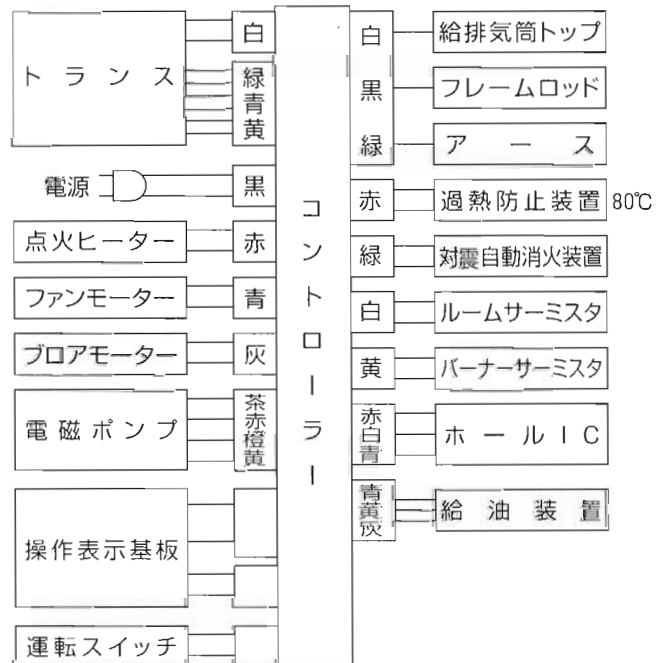 トランス
白
緑
青
黄
電源
黒
点火ヒーター
赤
ファンモーター
青
ブロアモーター
灰
電磁ポンプ
茶
赤
橙
黄
操作表示基板
運転スイッチ
コントローラー
白
給排気筒トップ
黒
フレームロッド
緑
アース
赤
過熱防止装置 80℃
緑
対震自動消火装置
白
ルームサーミスタ
黄
バーナーサーミスタ
赤
白
青
ホールIC
青
黄
灰
給油装置